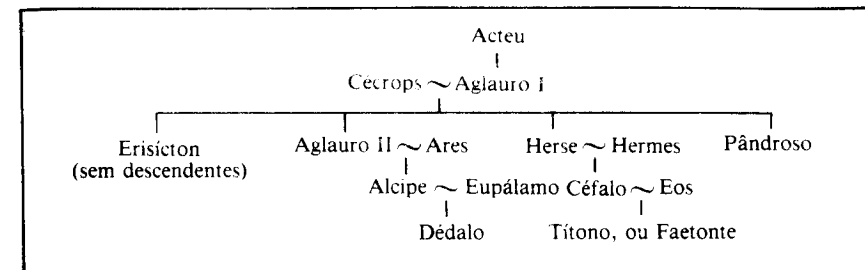 Acteu
Cécrops ~ Aglauro I
Erisícton Aglauro II ~ Ares Herse ~ Hermes Pândroso
(sem descendentes)
Alcipe ~ Eupálamo Céfalo ~ Eos
Dédalo Títono, ou Faetonte